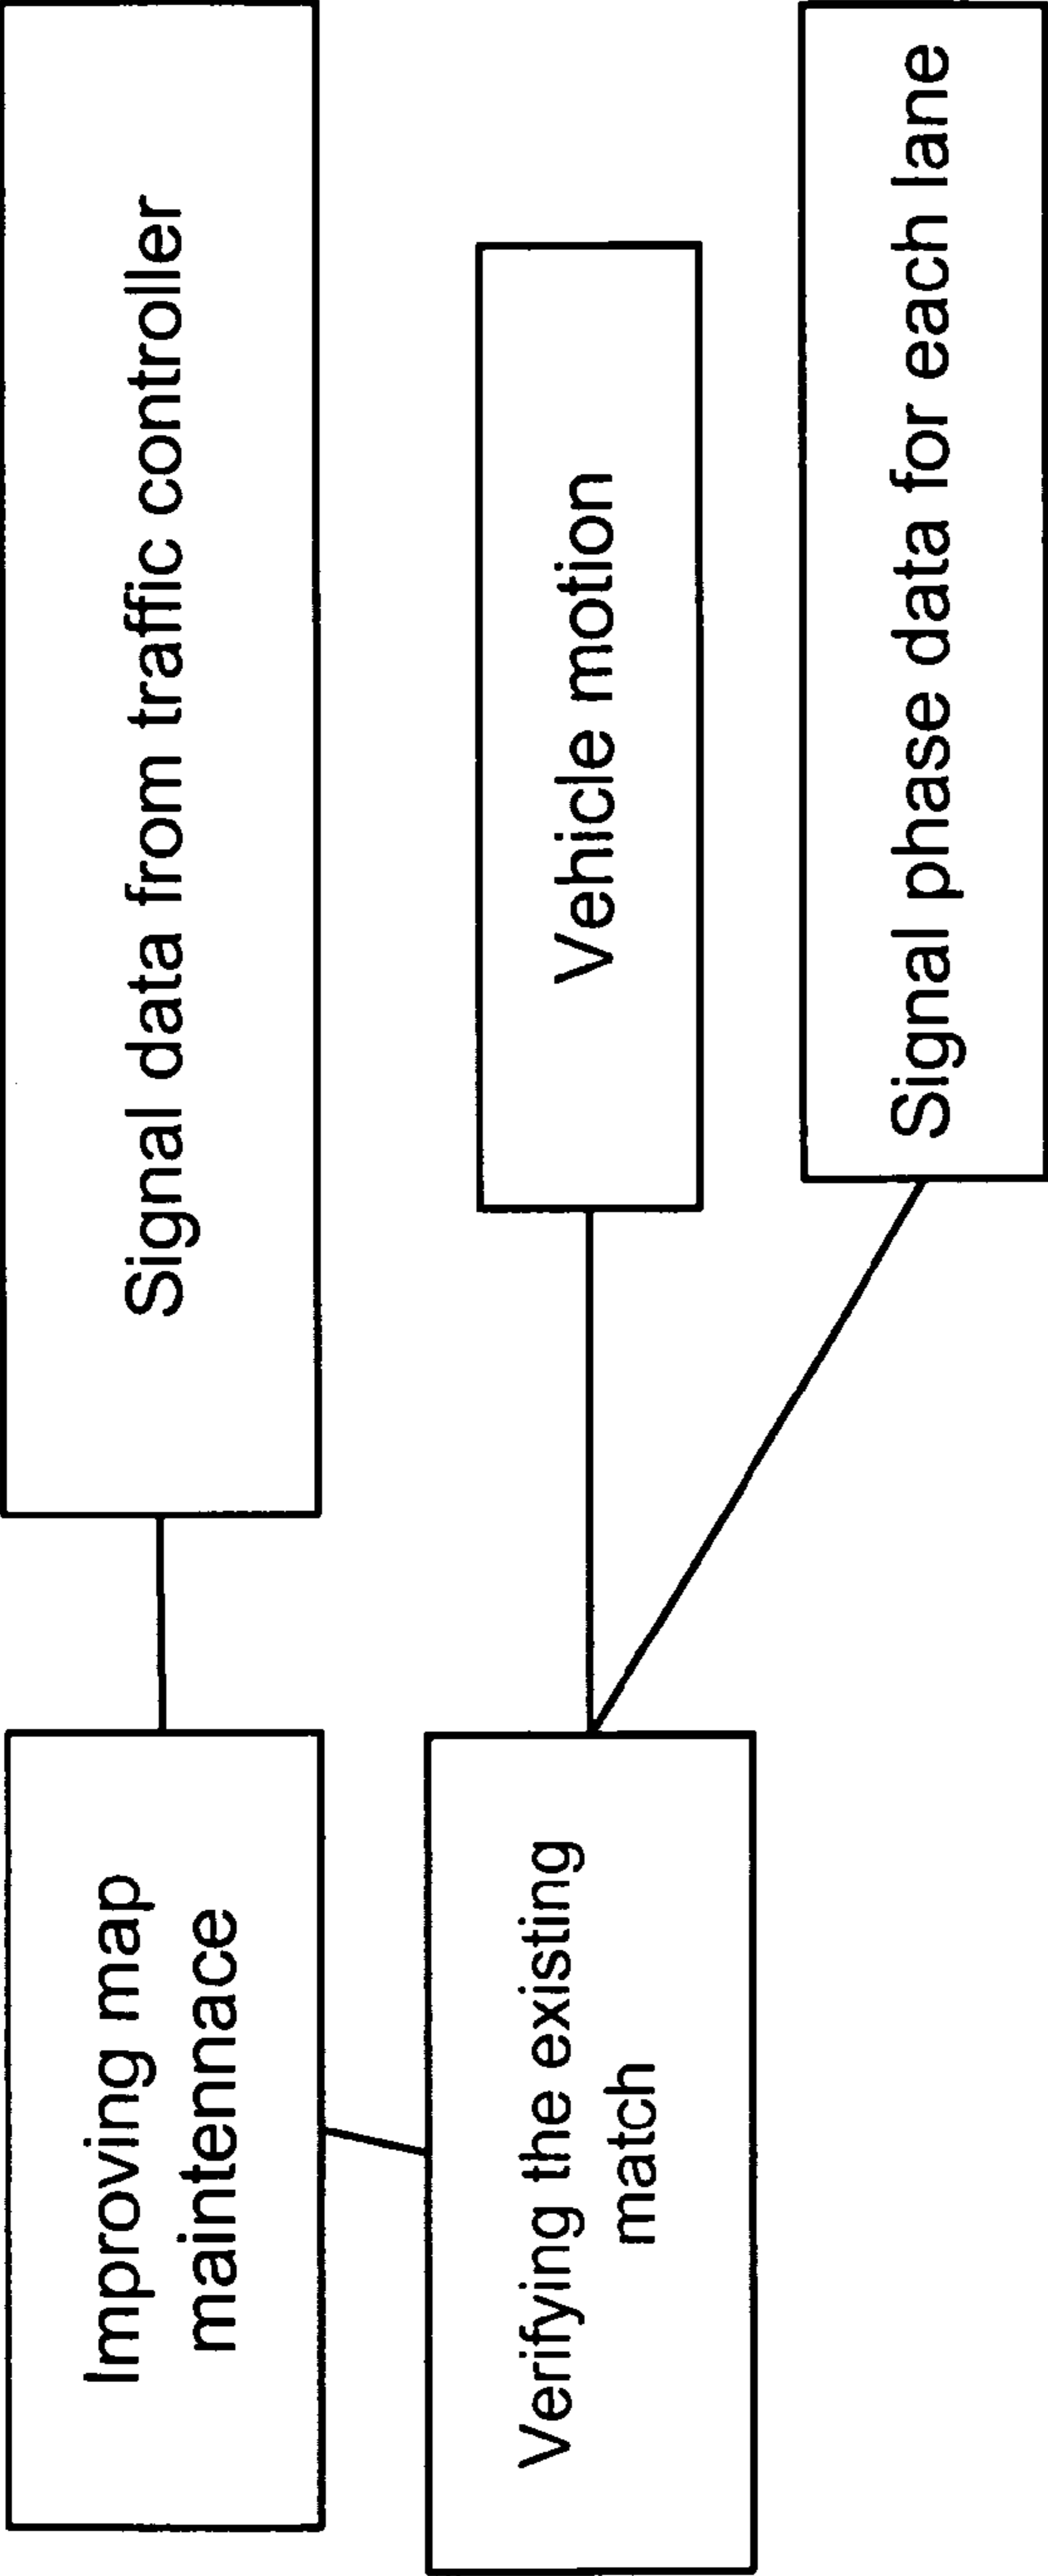 Improving map
maintennace
Signal data from traffic controller
Verifying the existing
match
Vehicle motion
Signal phase data for each lane